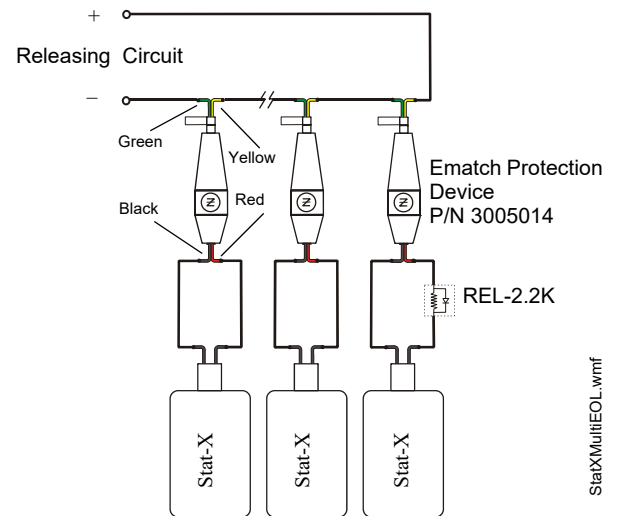 +
Releasing Circuit
−
Green
Yellow
Black
Red
Ematch Protection
Device
P/N 3005014
REL-2.2K
Z
Z
Z
Stat-X
Stat-X
Stat-X
StatXMultiEOL.wmf